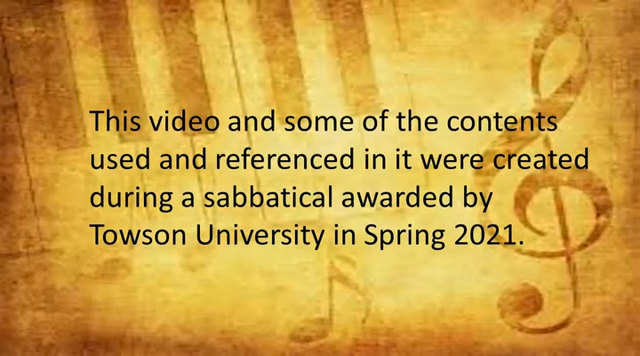 This video and some of the contents
used and referenced in it were created
during a sabbatical awarded by
Towson University in Spring 2021.